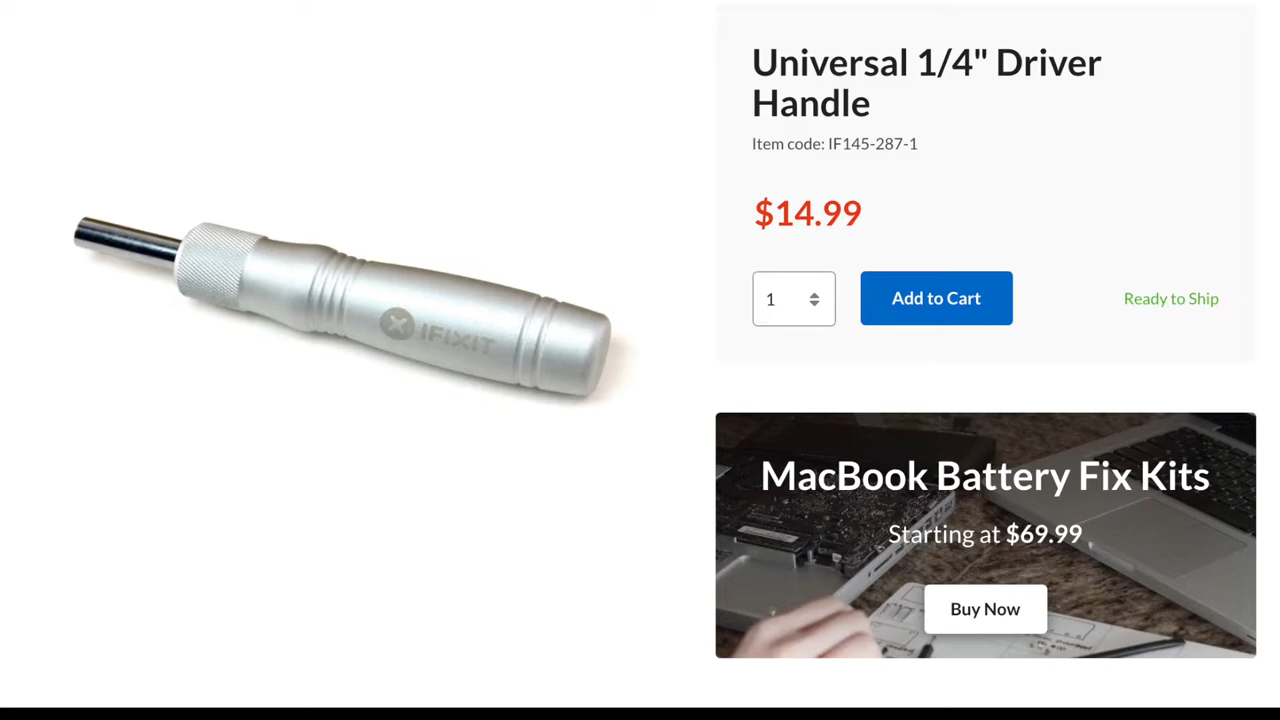 Universal 1/4" Driver
Handle
Item code: IF145-287-1
$14.99
1
Add to Cart
Ready to Ship
IFIXIT
MacBook Battery Fix Kits
Starting at $69.99
Buy Now